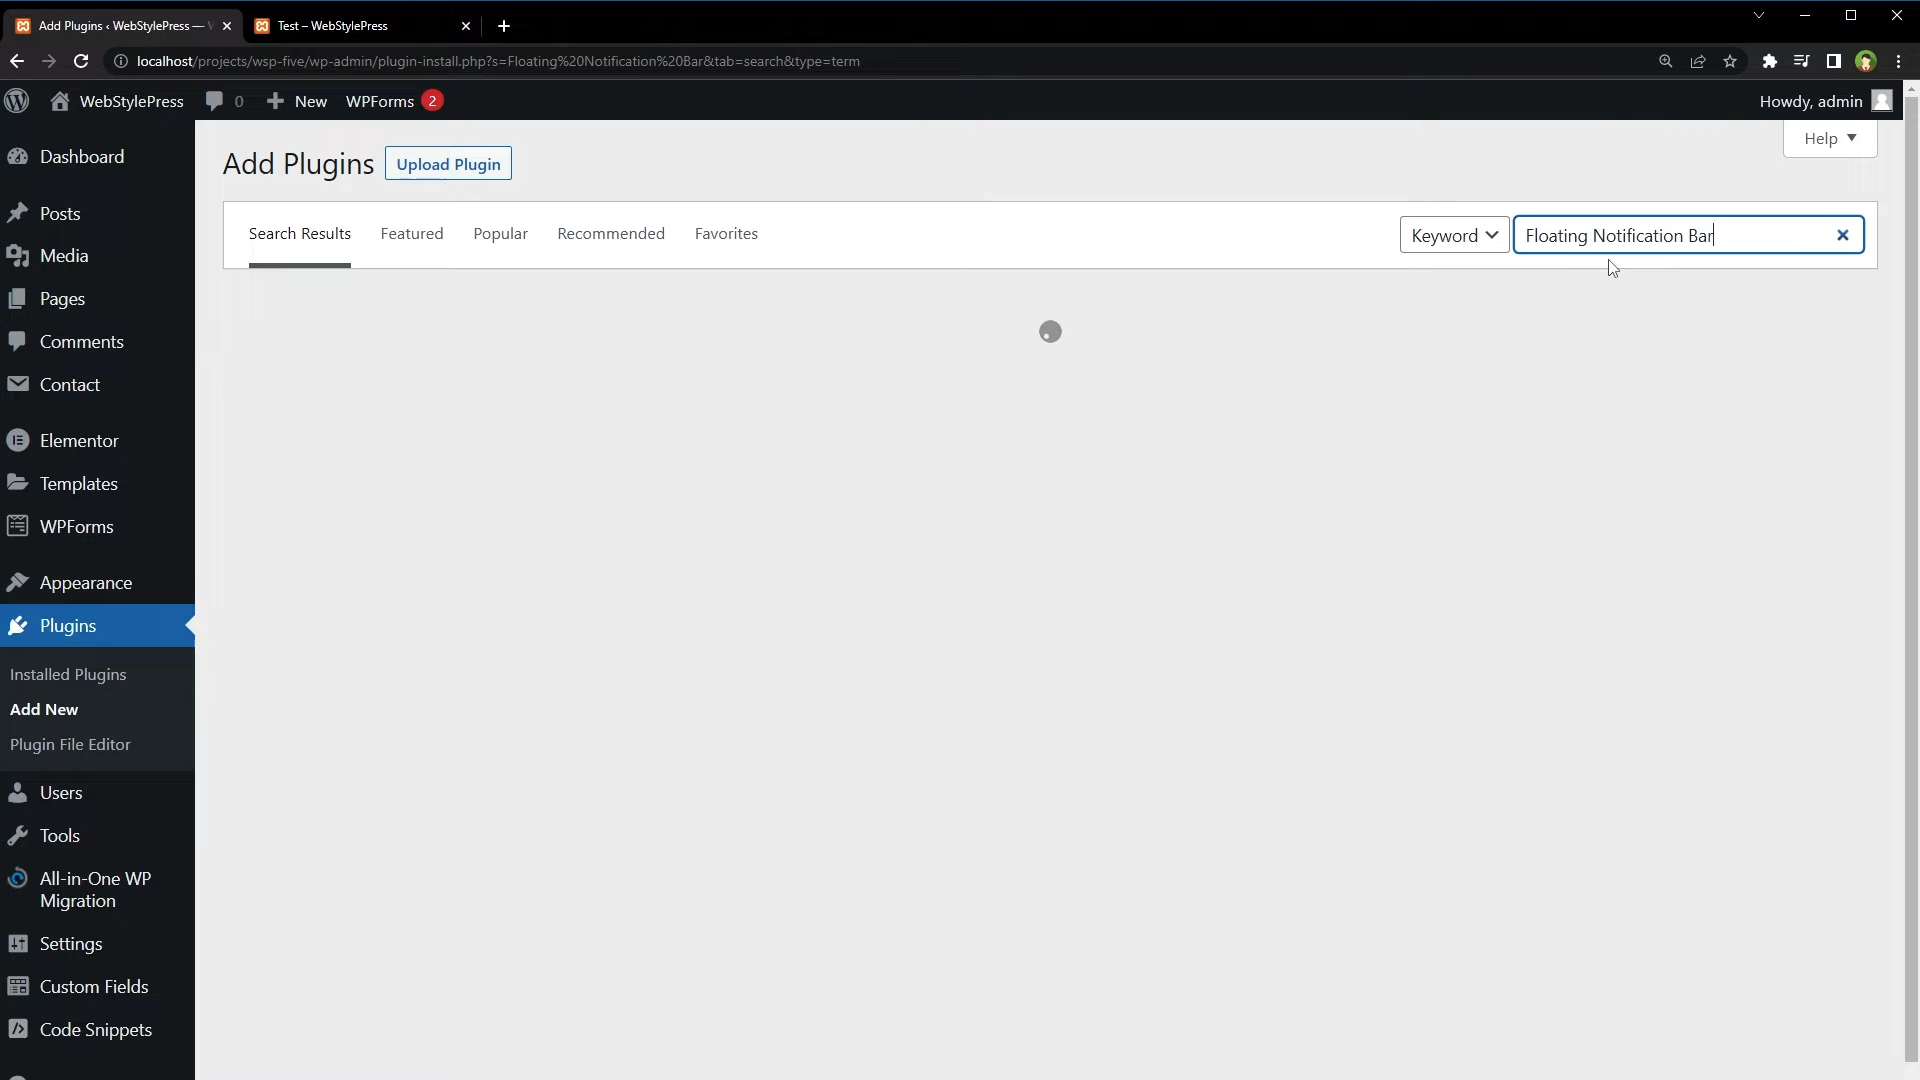 Add Plugins ‹ WebStylePress —
Test – WebStylePress
localhost/projects/wsp-five/wp-admin/plugin-install.php?s=Floating%20Notification%20Bar&tab=search&type=term
WebStylePress
0
New
WPForms
2
Howdy, admin
Help
Add Plugins
Upload Plugin
Search Results
Featured
Popular
Recommended
Favorites
Keyword
Floating Notification Bar
Dashboard
Posts
Media
Pages
Comments
Contact
Elementor
Templates
WPForms
Appearance
Plugins
Installed Plugins
Add New
Plugin File Editor
Users
Tools
All-in-One WP
Migration
Settings
Custom Fields
Code Snippets